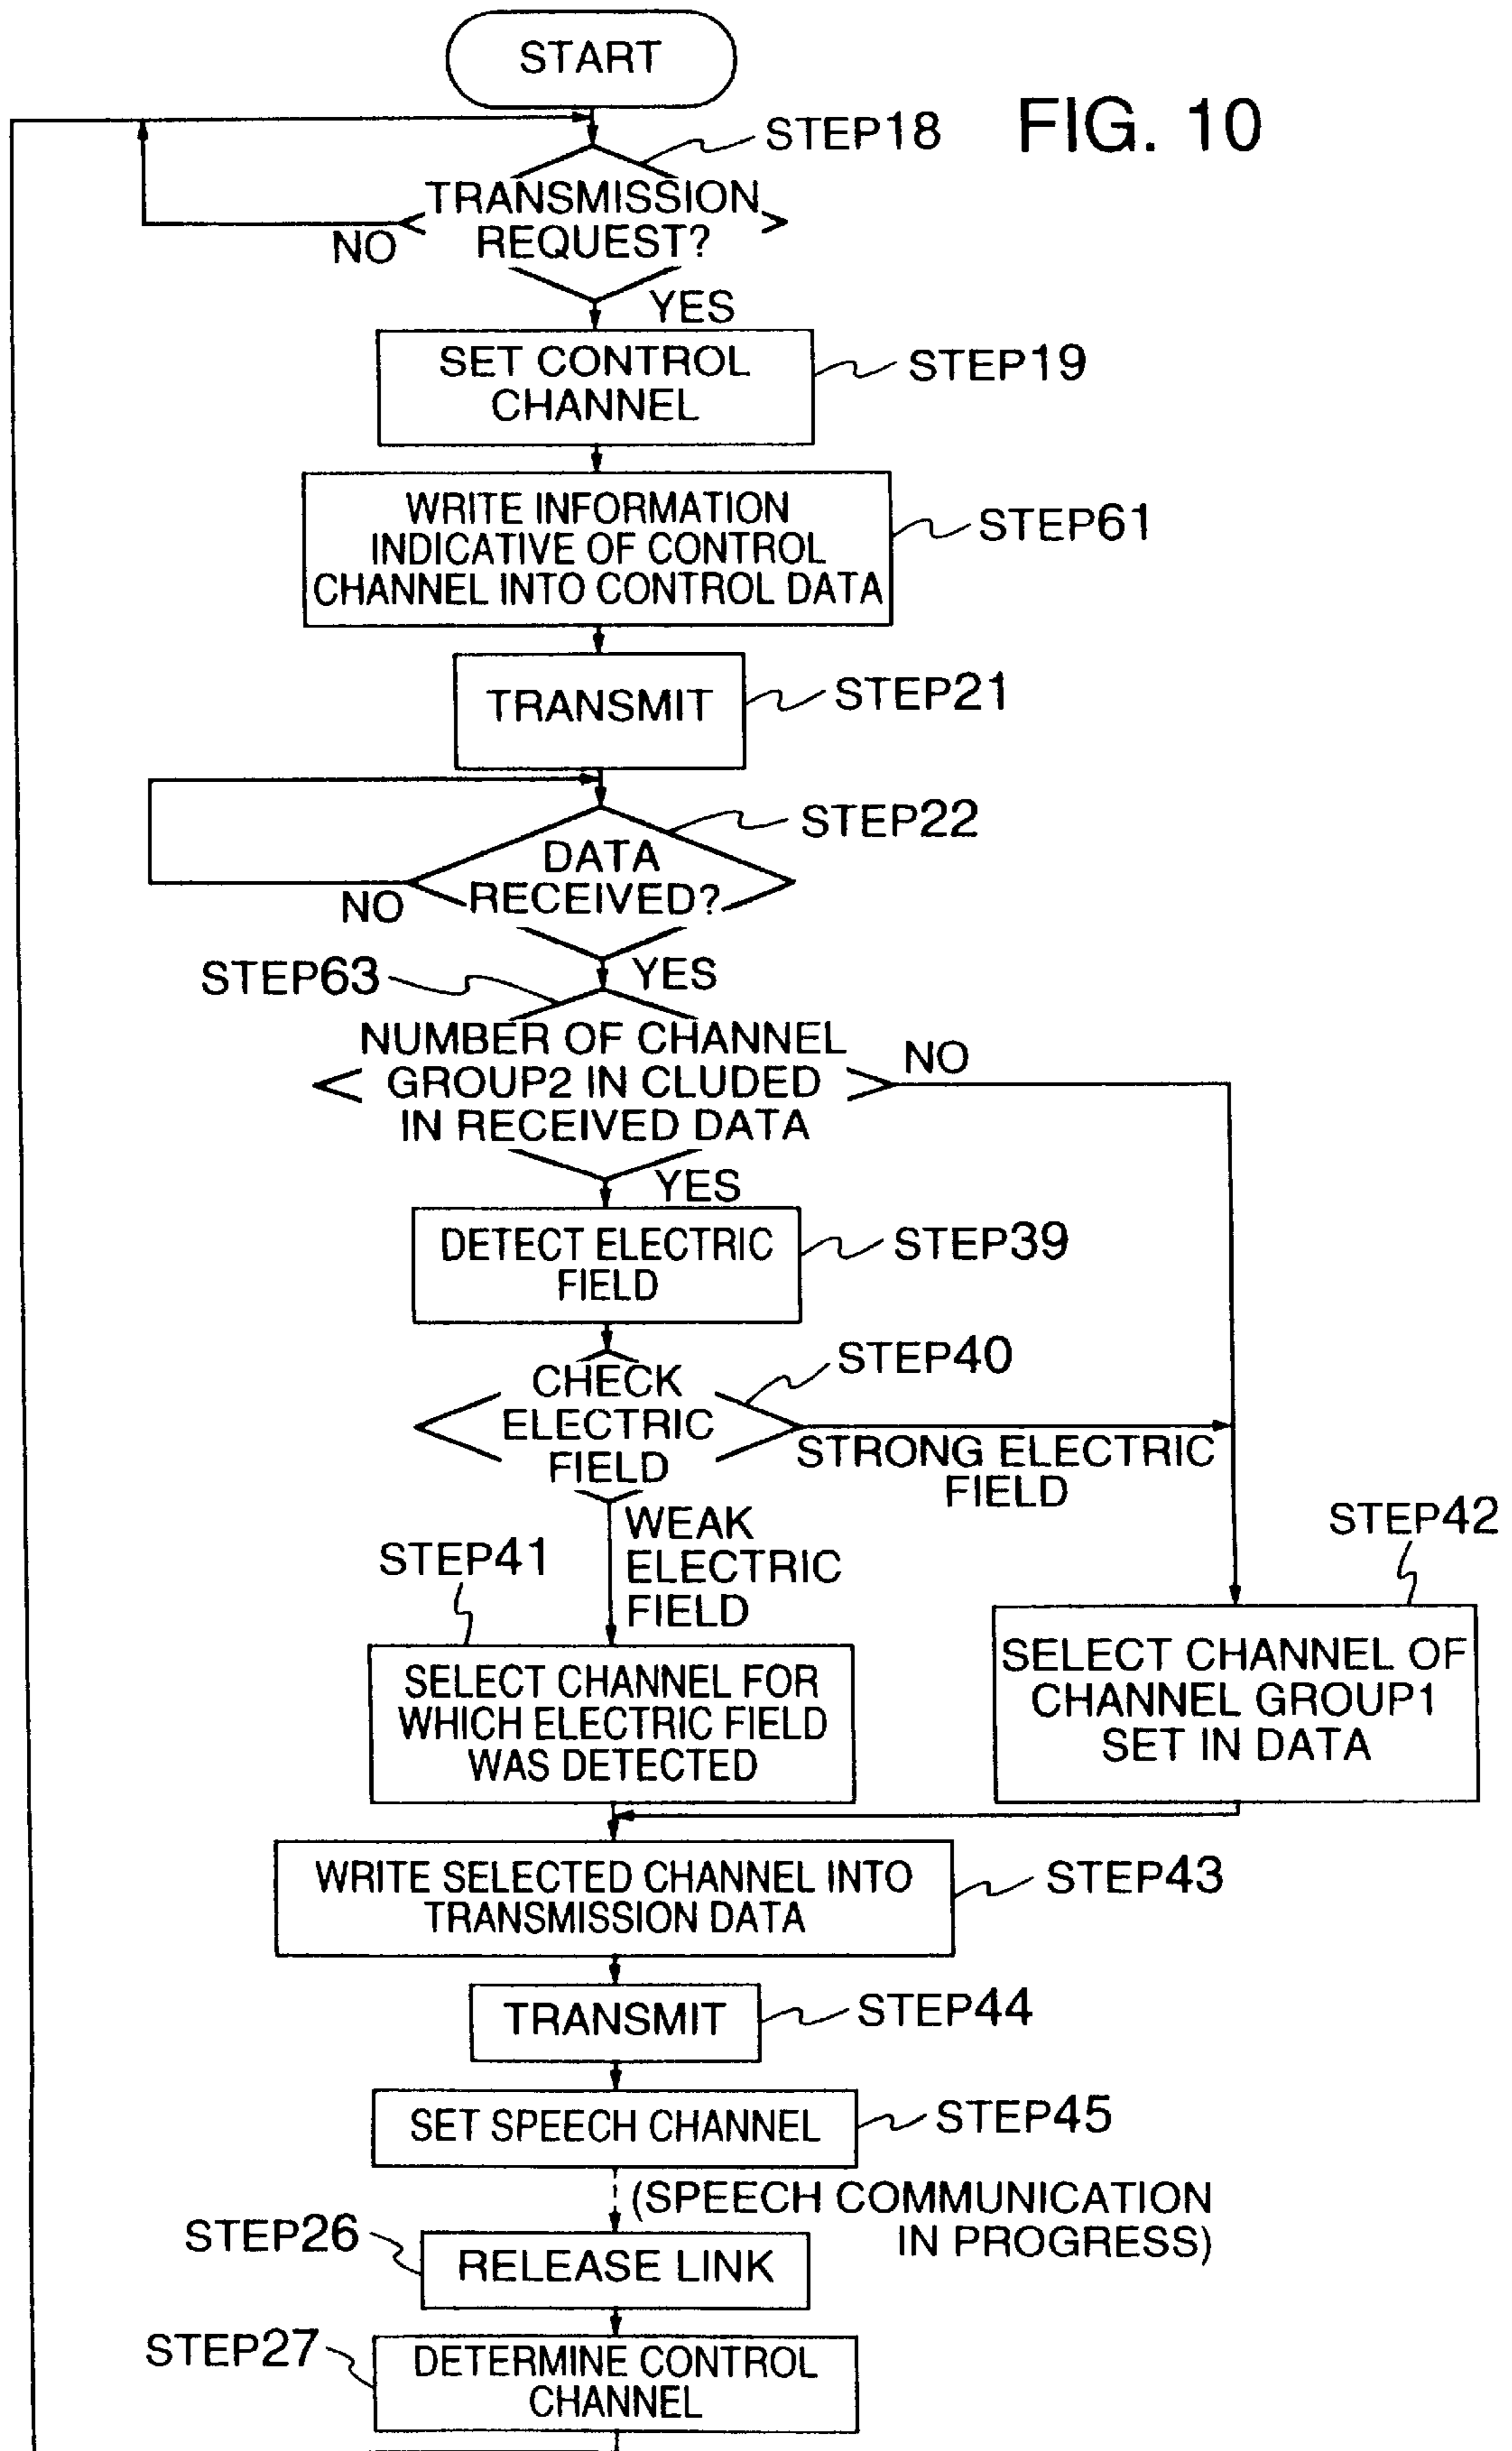 START
FIG. 10
STEP18
TRANSMISSION
REQUEST?
NO
YES
SET CONTROL
CHANNEL
STEP19
WRITE INFORMATION
INDICATIVE OF CONTROL
CHANNEL INTO CONTROL DATA
STEP61
TRANSMIT
STEP21
STEP22
DATA
RECEIVED?
NO
YES
STEP63
NUMBER OF CHANNEL
GROUP2 IN CLUDED
IN RECEIVED DATA
NO
YES
DETECT ELECTRIC
FIELD
STEP39
STEP40
CHECK
ELECTRIC
FIELD
STRONG ELECTRIC
FIELD
WEAK
ELECTRIC
FIELD
STEP41
STEP42
SELECT CHANNEL FOR
WHICH ELECTRIC FIELD
WAS DETECTED
SELECT CHANNEL OF
CHANNEL GROUP1
SET IN DATA
WRITE SELECTED CHANNEL INTO
TRANSMISSION DATA
STEP43
TRANSMIT
STEP44
SET SPEECH CHANNEL
STEP45
(SPEECH COMMUNICATION
IN PROGRESS)
STEP26
RELEASE LINK
STEP27
DETERMINE CONTROL
CHANNEL